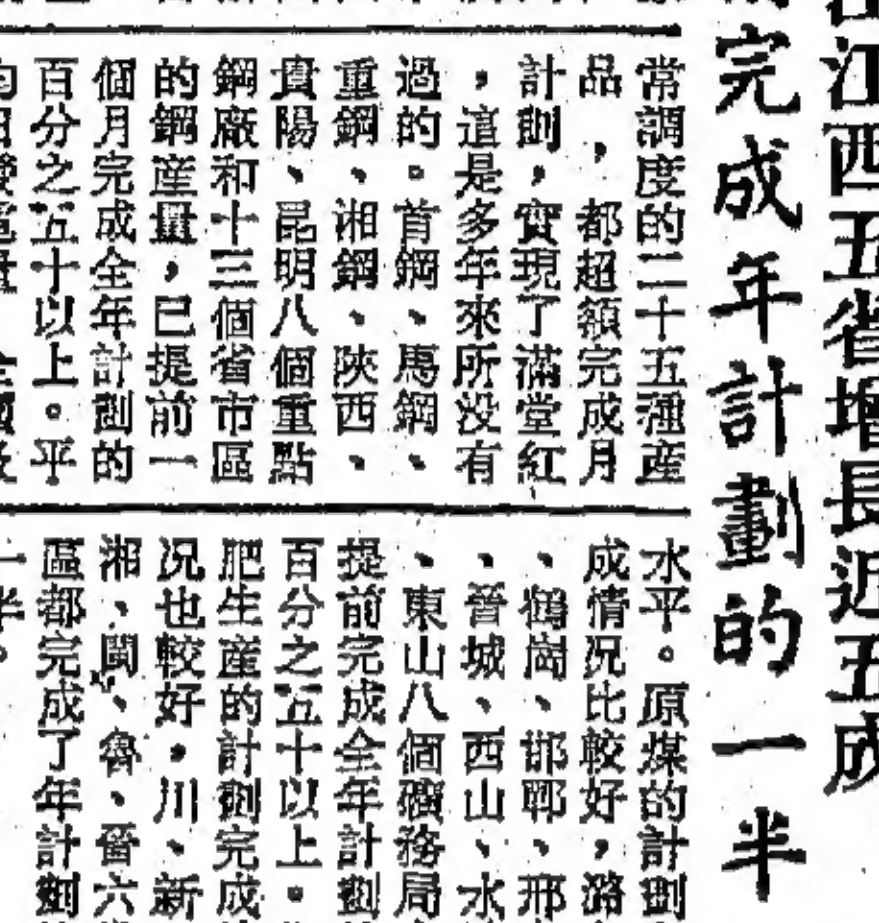 江西五省增長近五成
完成年計劃的一半
常調度的二十五種産
品，都超額完成月
計劃，實現了滿堂紅
，這是多年來所没有
過的。首鋼、馬鋼、
重鋼、湘鋼、陝西、
貴陽、昆明八個重點
鋼廠和十三個省市區
的鋼産量，已提前一
個月完成全年計劃的
百分之五十以上。平
水平。原煤的計劃
成情况比較好，潞
、鶴崗、邯鄲、邢
、晉城、西山、水
、東山八個礦務局
提前完成全年計劃
百分之五十以上。
肥生産的計劃完成
况也較好。川、新
湘、閩、魯、晉六
區都完成了年計劃
一半。